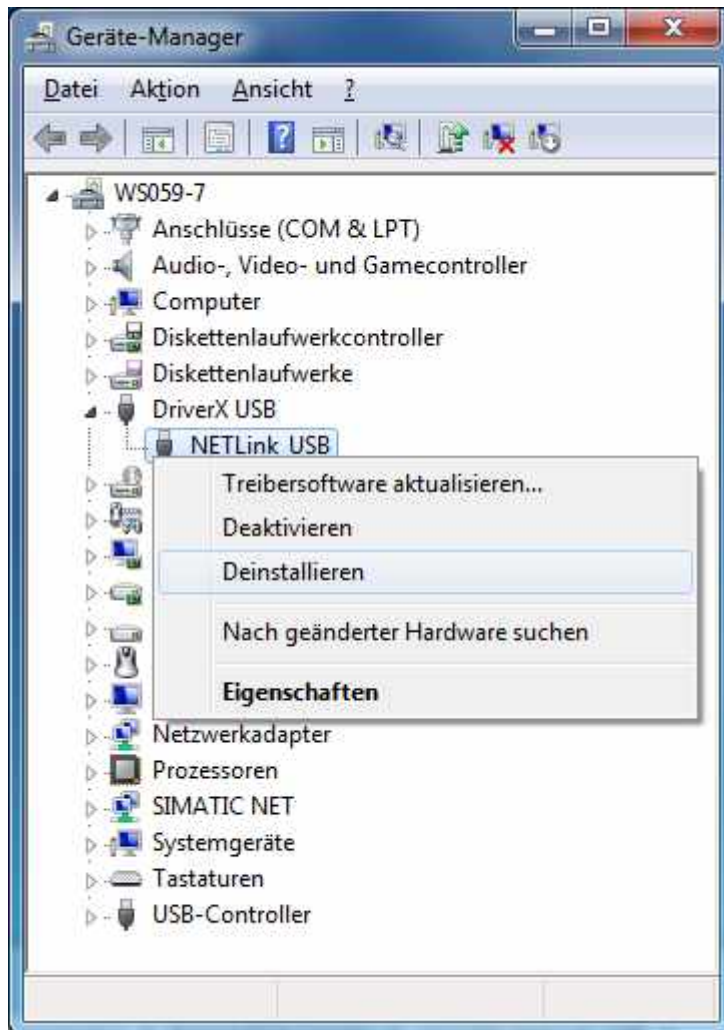 Geräte-Manager
Datei Aktion Ansicht ?
WS059-7
Anschlüsse (COM & LPT)
Audio-, Video- und Gamecontroller
Computer
Diskettenlaufwerkcontroller
Diskettenlaufwerke
DriverX USB
NETLink USB
Treibersoftware aktualisieren...
Deaktivieren
Deinstallieren
Nach geänderter Hardware suchen
Eigenschaften
Netzwerkadapter
Prozessoren
SIMATIC NET
Systemgeräte
Tastaturen
USB-Controller